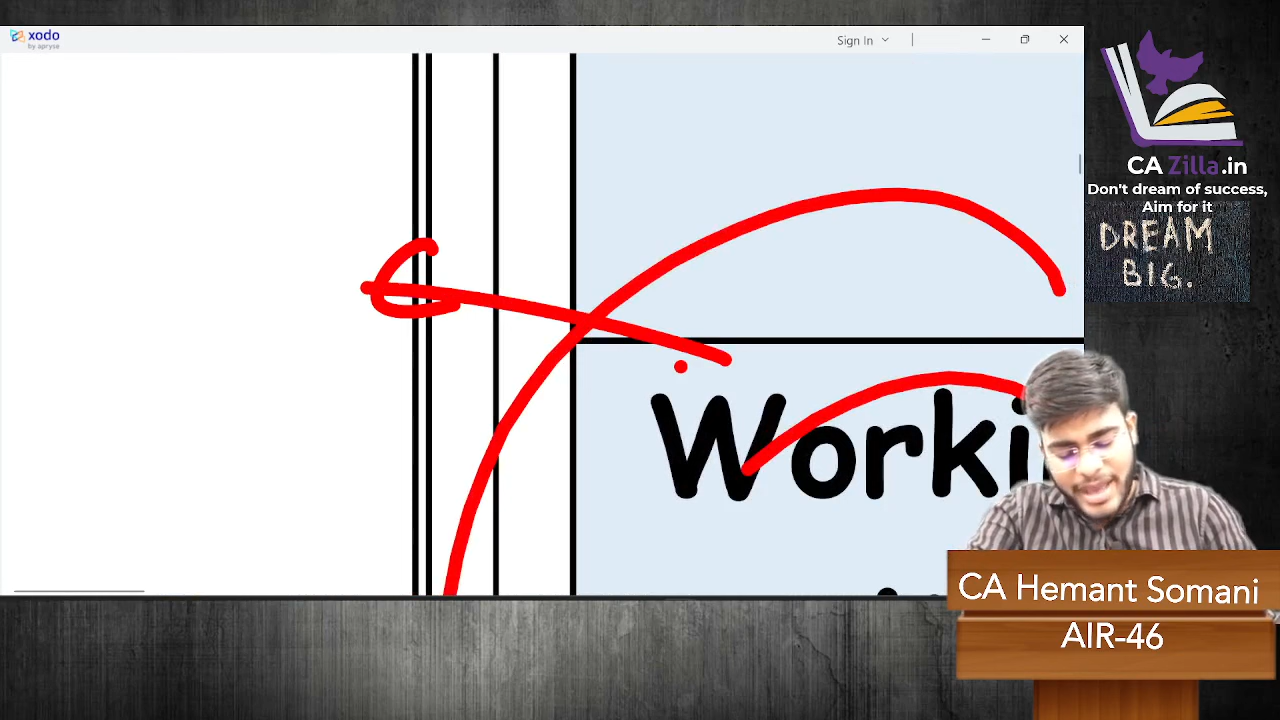 xodo
by apryse
Sign In
CA Zilla.in
Don't dream of success,
Aim for it
DREAM
BIG.
Worki
CA Hemant Somani
AIR-46